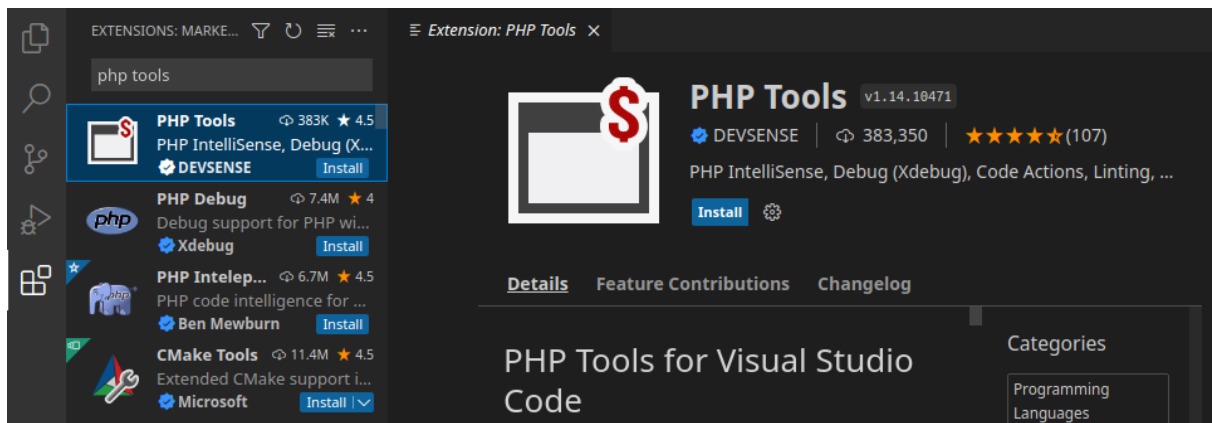 EXTENSIONS: MARKE...
php tools
PHP Tools 383K ★ 4.5
PHP IntelliSense, Debug (X...
DEVSENSE Install
PHP Debug 7.4M ★ 4
Debug support for PHP wi...
Xdebug Install
PHP Intelep... 6.7M ★ 4.5
PHP code intelligence for ...
Ben Mewburn Install
CMake Tools 11.4M ★ 4.5
Extended CMake support i...
Microsoft Install
Extension: PHP Tools
$
PHP Tools v1.14.10471
DEVSENSE 383,350 (107)
PHP IntelliSense, Debug (Xdebug), Code Actions, Linting, ...
Install
Details Feature Contributions Changelog
PHP Tools for Visual Studio
Code
Categories
Programming
Languages